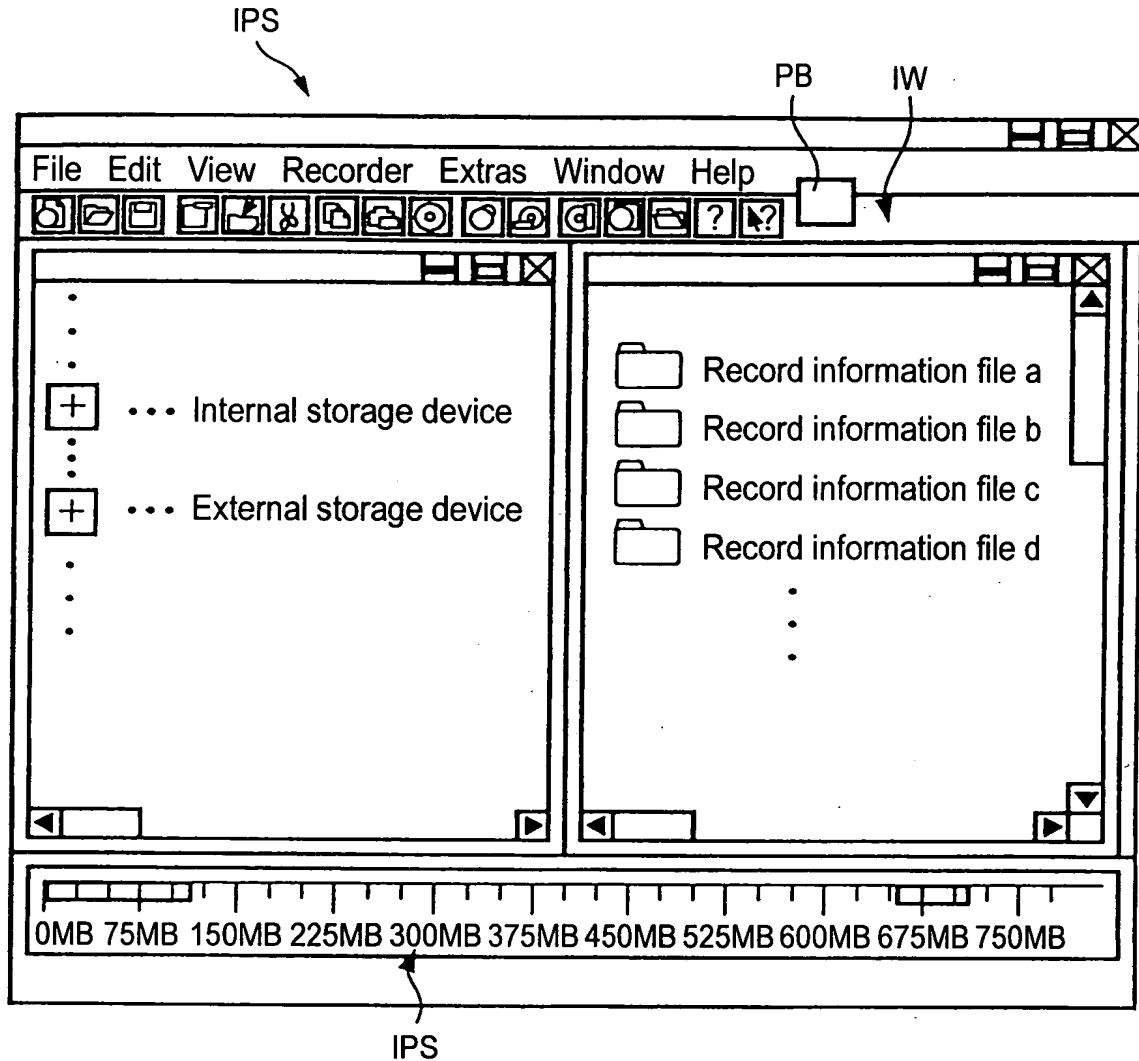 IPS
PB IW
File Edit View Recorder Extras Window Help
? ?
Record information file a
••• Internal storage device
Record information file b
Record information file c
••• External storage device
Record information file d
0MB 75MB 150MB 225MB 300MB 375MB 450MB 525MB 600MB 675MB 750MB
IPS